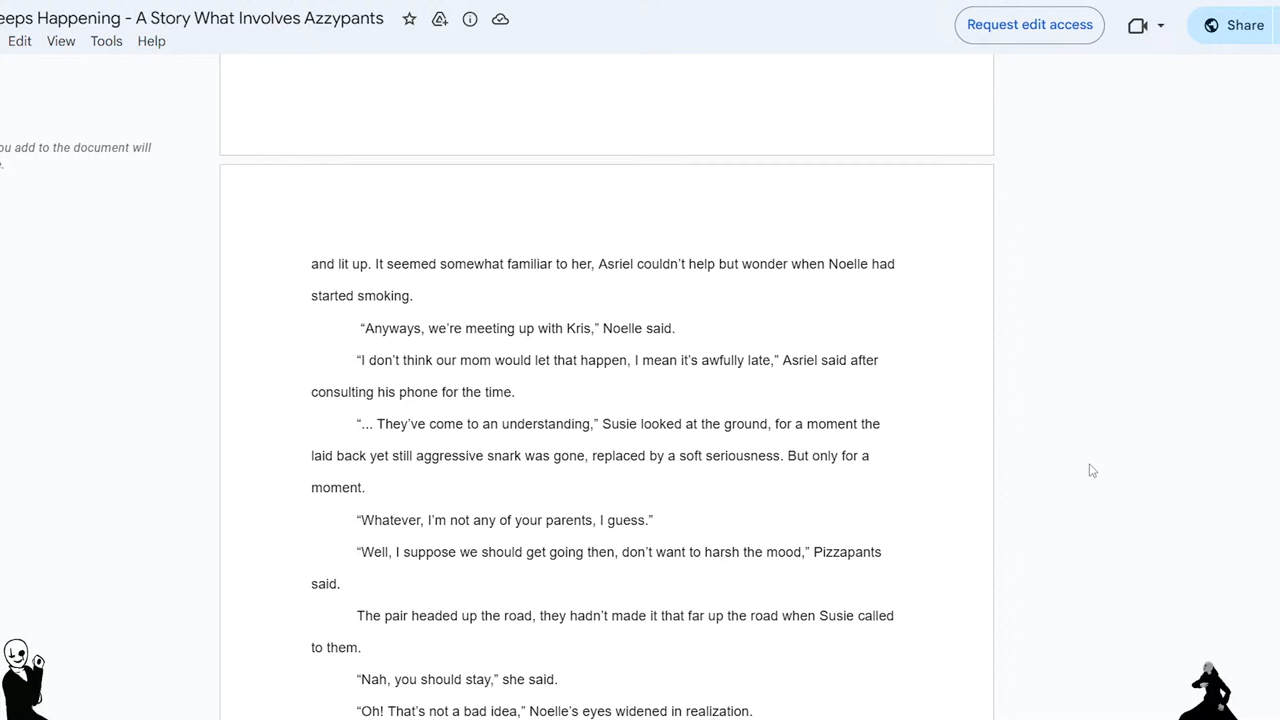 eeps Happening - A Story What Involves Azzypants
Request edit access
Share
Edit View Tools Help
ou add to the document will
e.
and lit up. It seemed somewhat familiar to her, Asriel couldn’t help but wonder when Noelle had
started smoking.
“Anyways, we’re meeting up with Kris,” Noelle said.
“I don’t think our mom would let that happen, I mean it’s awfully late,” Asriel said after
consulting his phone for the time.
“... They’ve come to an understanding,” Susie looked at the ground, for a moment the
laid back yet still aggressive snark was gone, replaced by a soft seriousness. But only for a
moment.
“Whatever, I’m not any of your parents, I guess.”
“Well, I suppose we should get going then, don’t want to harsh the mood,” Pizzapants
said.
The pair headed up the road, they hadn’t made it that far up the road when Susie called
to them.
“Nah, you should stay,” she said.
“Oh! That’s not a bad idea,” Noelle’s eyes widened in realization.